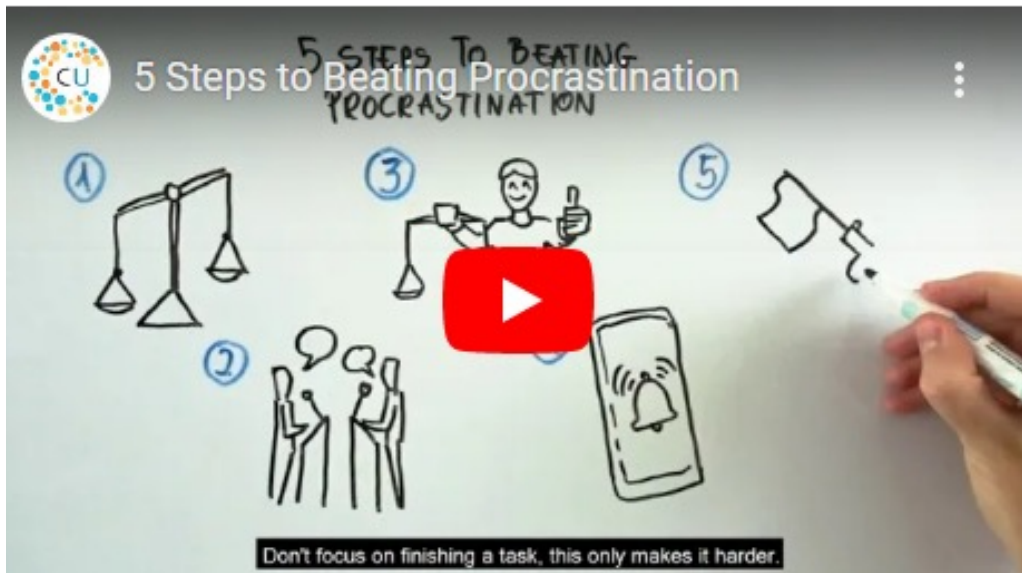 CU
5 Steps to Beating Procrastination
5 STEPS TO BEATING
PROCRASTINATION
1
3
5
2
Don't focus on finishing a task, this only makes it harder.